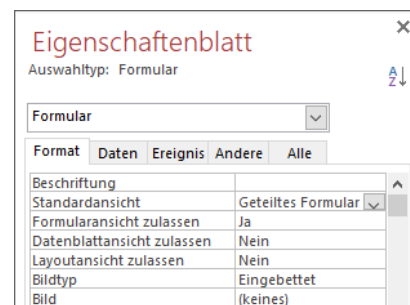 Eigenschaftenblatt
Auswahltyp: Formular
Formular
Format Daten Ereignis Andere Alle
Beschriftung
Standardansicht Geteiltes Formular
Formularansicht zulassen Ja
Datenblattansicht zulassen Nein
Layoutansicht zulassen Nein
Bildtyp Eingebettet
Bild (keines)